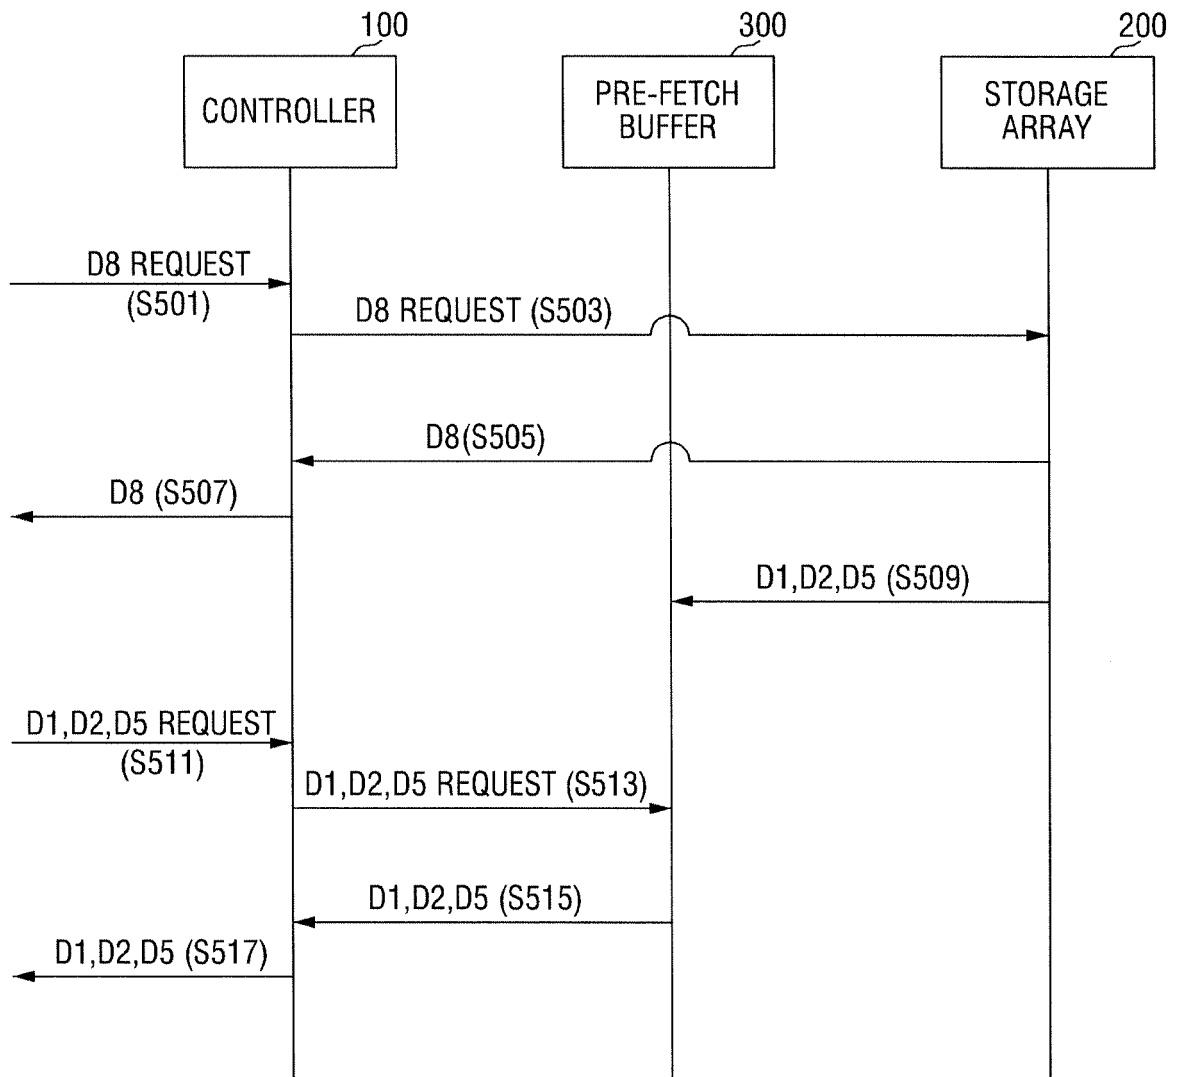 100
300
200
CONTROLLER
PRE-FETCH
BUFFER
STORAGE
ARRAY
D8 REQUEST
(S501)
D8 REQUEST (S503)
D8(S505)
D8 (S507)
D1,D2,D5 (S509)
D1,D2,D5 REQUEST
(S511)
D1,D2,D5 REQUEST (S513)
D1,D2,D5 (S515)
D1,D2,D5 (S517)